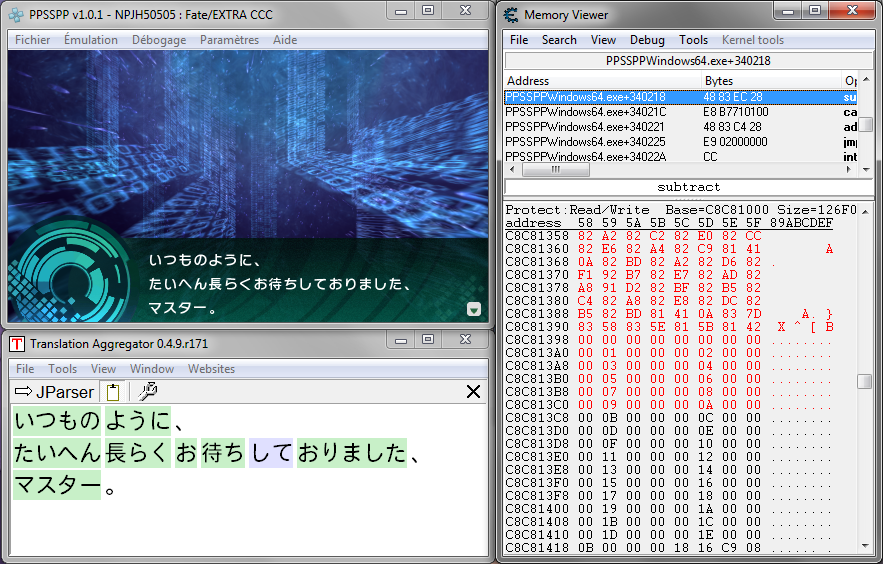 PPSSPP v1.0.1 - NPJH50505 : Fate/EXTRA CCC
Fichier Émulation Débogage Paramètres Aide
いつものように、
たいへん長らくお待ちしておりました、
マスター。
Translation Aggregator 0.4.9.r171
File Tools View Window Websites
JParser
いつもの ように 、
たいへん 長らく お 待ち して おりました 、
マスター 。
Memory Viewer
File Search View Debug Tools Kernel tools
PPSSPPWindows64.exe+340218
Address Bytes
PPSSPPWindows64.exe+340218 48 83 EC 28 su
PPSSPPWindows64.exe+34021C E8 B7710100 ca
PPSSPPWindows64.exe+340221 48 83 C4 28 ad
PPSSPPWindows64.exe+340225 E9 02000000 jmp
PPSSPPWindows64.exe+34022A CC int
subtract
Protect:Read/Write Base=C8C81000 Size=126F0
address 58 59 5A 5B 5C 5D 5E 5F 89ABCDEF
C8C81358 82 A2 82 C2 82 E0 82 CC
C8C81360 82 E6 82 A4 82 C9 81 41 A
C8C81368 0A 82 BD 82 A2 82 D6 82 .
C8C81370 F1 92 B7 82 E7 82 AD 82
C8C81378 A8 91 D2 82 BF 82 B5 82
C8C81380 C4 82 A8 82 E8 82 DC 82
C8C81388 B5 82 BD 81 41 0A 83 7D A. }
C8C81390 83 58 83 5E 81 5B 81 42 X ^ [ B
C8C81398 00 00 00 00 00 00 00 00 ........
C8C813A0 00 01 00 00 00 02 00 00 ........
C8C813A8 00 03 00 00 00 04 00 00 ........
C8C813B0 00 05 00 00 00 06 00 00 ........
C8C813B8 00 07 00 00 00 08 00 00 ........
C8C813C0 00 09 00 00 00 0A 00 00 ........
C8C813C8 00 0B 00 00 00 0C 00 00 ........
C8C813D0 00 0D 00 00 00 0E 00 00 ........
C8C813D8 00 0F 00 00 00 10 00 00 ........
C8C813E0 00 11 00 00 00 12 00 00 ........
C8C813E8 00 13 00 00 00 14 00 00 ........
C8C813F0 00 15 00 00 00 16 00 00 ........
C8C813F8 00 17 00 00 00 18 00 00 ........
C8C81400 00 19 00 00 00 1A 00 00 ........
C8C81408 00 1B 00 00 00 1C 00 00 ........
C8C81410 00 1D 00 00 00 1E 00 00 ........
C8C81418 0B 00 00 00 18 16 C9 08 ........